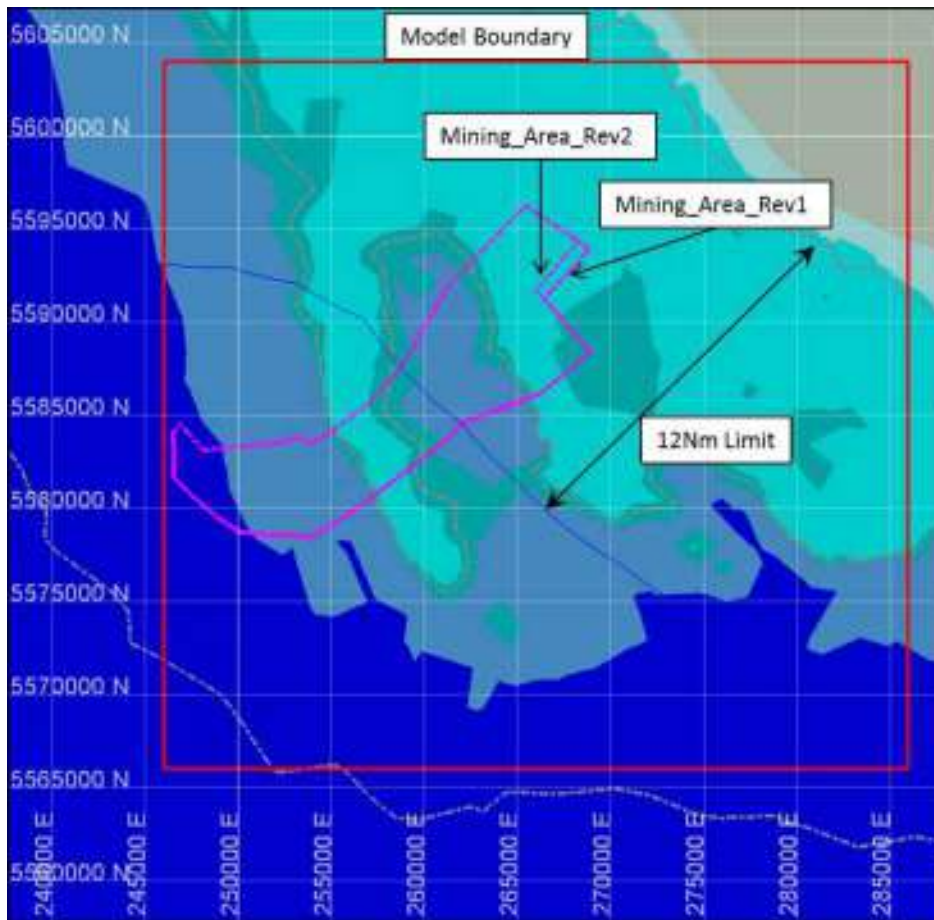 5605000 N
Model Boundary
5600000 N
Mining_Area_Rev2
5595000 N
Mining_Area_Rev1
5590000 N
5585000 N
12Nm Limit
5580000 N
5575000 N
5570000 N
5565000 N
5560000 N
240000 E
245000 E
250000 E
255000 E
260000 E
265000 E
270000 E
275000 E
280000 E
285000 E